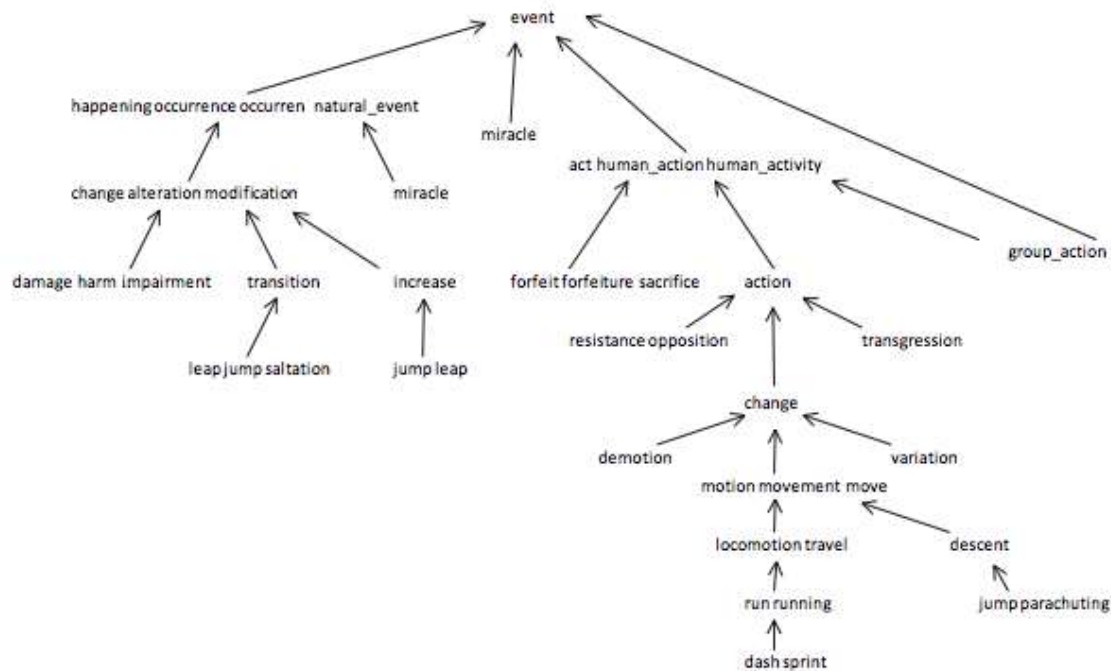 event
happening occurrence occurren natural_event
miracle
act human_action human_activity
change alteration modification
miracle
group_action
damage harm impairment
transition
increase
forfeit forfeiture sacrifice
action
resistance opposition
transgression
leap jump saltation
jump leap
change
demotion
variation
motion movement move
locomotion travel
descent
run running
jump parachuting
dash sprint